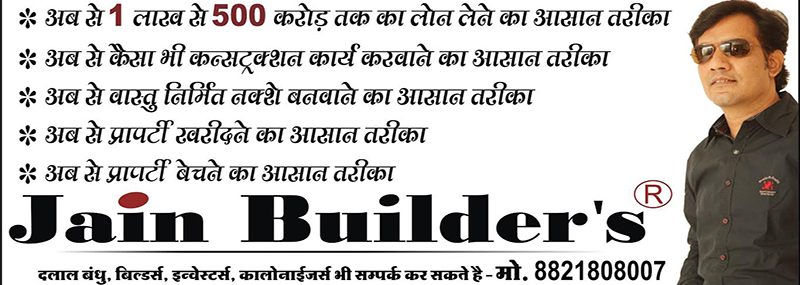 ✽ अब से 1 लाख से 500 करोड़ तक का लोन लेने का आसान तरीका
✽ अब से कैसा भी कन्सट्रक्शन कार्य करवाने का आसान तरीका
✽ अब से वास्तु निर्मित नक्शे बनवाने का आसान तरीका
✽ अब से प्रापर्टी खरीदने का आसान तरीका
✽ अब से प्रापर्टी बेचने का आसान तरीका
Jain Builder's ®
दलाल बंधु, बिल्डर्स, इन्वेस्टर्स, कालोनाईजर्स भी सम्पर्क कर सकते है - मो. 8821808007